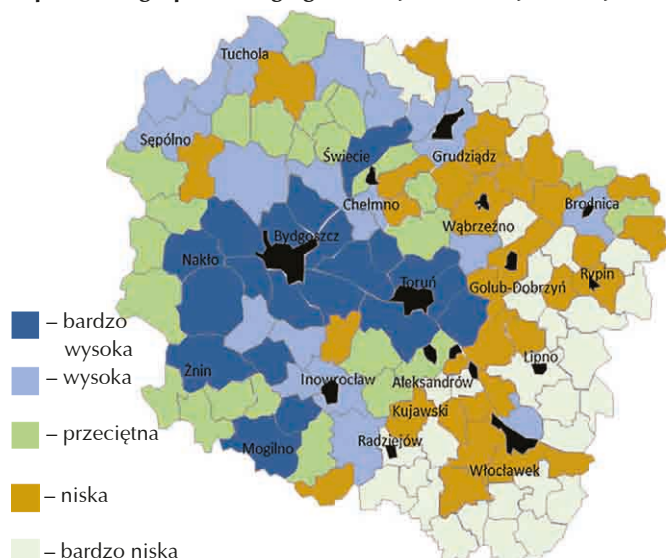 Tuchola
Sępólno
Świecie
Grudziądz
Chełmno
Brodnica
Wąbrzeźno
Bydgoszcz
Nakło
Toruń
Golub-Dobrzyń
Rypin
– bardzo
wysoka
– wysoka
Żnin
Lipno
Inowrocław
Aleksandrów
Kujawski
– przeciętna
Radziejów
Mogilno
Włocławek
– niska
– bardzo niska